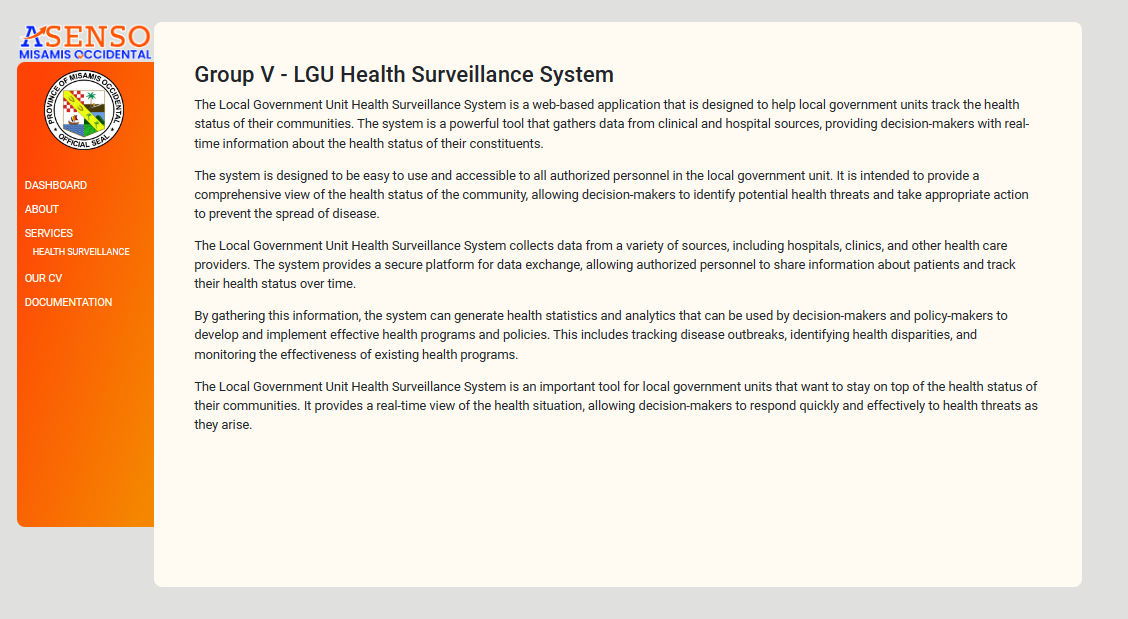 ASENSO
MISAMIS OCCIDENTAL
PROVINCE OF MISAMIS OCCIDENTAL
OFFICIAL SEAL
DASHBOARD
ABOUT
SERVICES
HEALTH SURVEILLANCE
OUR CV
DOCUMENTATION
Group V - LGU Health Surveillance System
The Local Government Unit Health Surveillance System is a web-based application that is designed to help local government units track the health
status of their communities. The system is a powerful tool that gathers data from clinical and hospital sources, providing decision-makers with real-
time information about the health status of their constituents.
The system is designed to be easy to use and accessible to all authorized personnel in the local government unit. It is intended to provide a
comprehensive view of the health status of the community, allowing decision-makers to identify potential health threats and take appropriate action
to prevent the spread of disease.
The Local Government Unit Health Surveillance System collects data from a variety of sources, including hospitals, clinics, and other health care
providers. The system provides a secure platform for data exchange, allowing authorized personnel to share information about patients and track
their health status over time.
By gathering this information, the system can generate health statistics and analytics that can be used by decision-makers and policy-makers to
develop and implement effective health programs and policies. This includes tracking disease outbreaks, identifying health disparities, and
monitoring the effectiveness of existing health programs.
The Local Government Unit Health Surveillance System is an important tool for local government units that want to stay on top of the health status of
their communities. It provides a real-time view of the health situation, allowing decision-makers to respond quickly and effectively to health threats as
they arise.